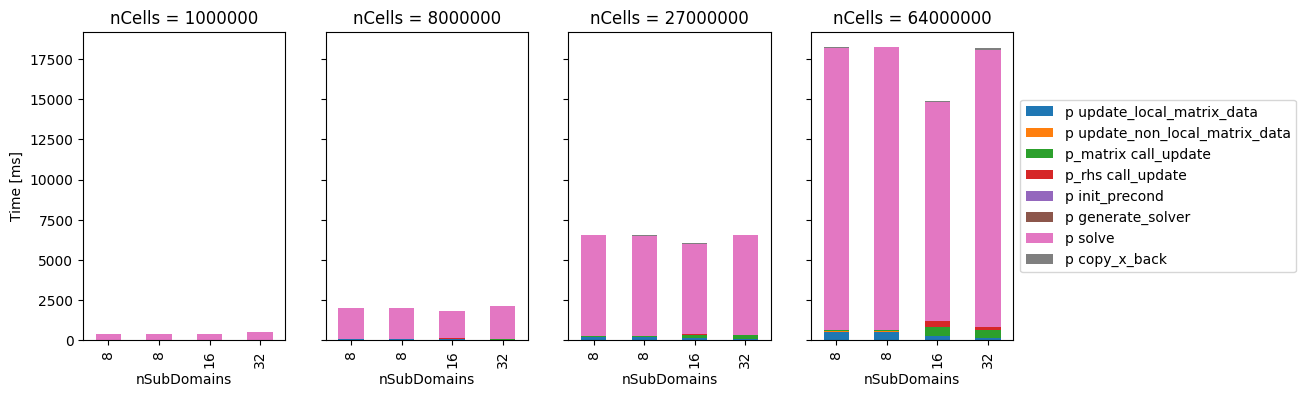 nCells = 1000000
nCells = 8000000
nCells = 27000000
nCells = 64000000
Time [ms]
17500
15000
12500
10000
7500
5000
2500
0
8
8
16
32
nSubDomains
8
8
16
32
nSubDomains
8
8
16
32
nSubDomains
8
8
16
32
nSubDomains
p update_local_matrix_data
p update_non_local_matrix_data
p_matrix call_update
p_rhs call_update
p init_precond
p generate_solver
p solve
p copy_x_back